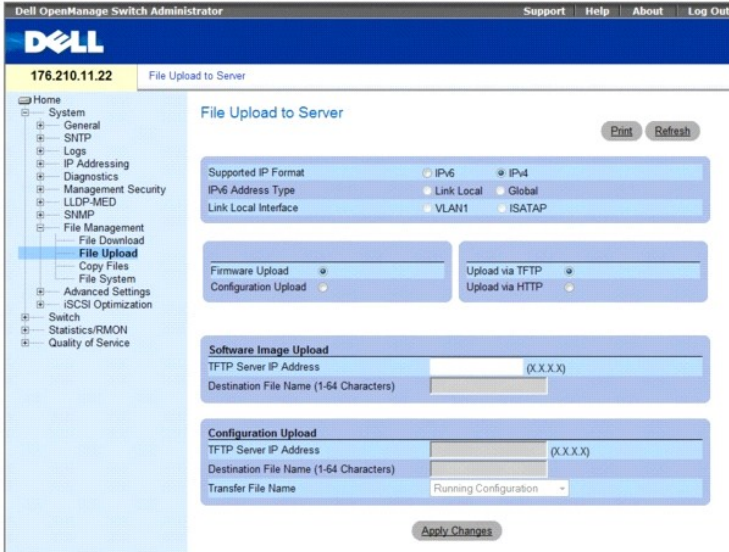 Dell OpenManage Switch Administrator
Support Help About Log Out
DELL
176.210.11.22
File Upload to Server
Home
System
General
SNTP
Logs
IP Addressing
Diagnostics
Management Security
LLDP-MED
SNMP
File Management
File Download
File Upload
Copy Files
File System
Advanced Settings
iSCSI Optimization
Switch
Statistics/RMON
Quality of Service
File Upload to Server
Print Refresh
Supported IP Format IPv6 IPv4
IPv6 Address Type Link Local Global
Link Local Interface VLAN1 ISATAP
Firmware Upload
Configuration Upload
Upload via TFTP
Upload via HTTP
Software Image Upload
TFTP Server IP Address (X.X.X.X)
Destination File Name (1-64 Characters)
Configuration Upload
TFTP Server IP Address (X.X.X.X)
Destination File Name (1-64 Characters)
Transfer File Name Running Configuration
Apply Changes